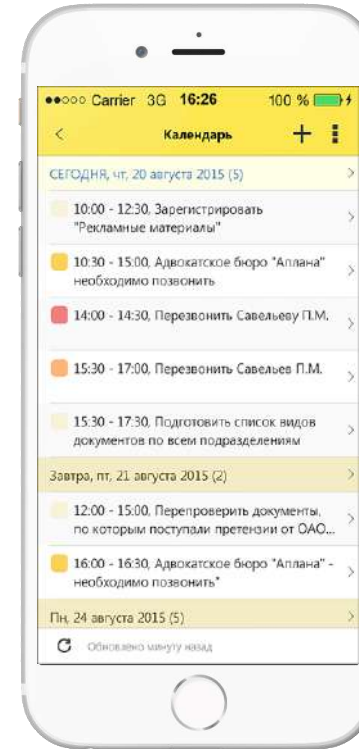 Carrier 3G 16:26 100 %
Календарь
СЕГОДНЯ, чт, 20 августа 2015 (5)
10:00 - 12:30, Зарегистрировать
"Рекламные материалы"
10:30 - 15:00, Адвокатское бюро "Аплана"
необходимо позвонить
14:00 - 14:30, Перезвонить Савельеву П.М.
15:30 - 17:00, Перезвонить Савельев П.М.
15:30 - 17:30, Подготовить список видов
документов по всем подразделениям
Завтра, пт, 21 августа 2015 (2)
12:00 - 15:00, Перепроверить документы,
по которым поступали претензии от ОАО...
16:00 - 16:30, Адвокатское бюро "Аплана" -
необходимо позвонить"
Пн, 24 августа 2015 (5)
Обновлено минуту назад